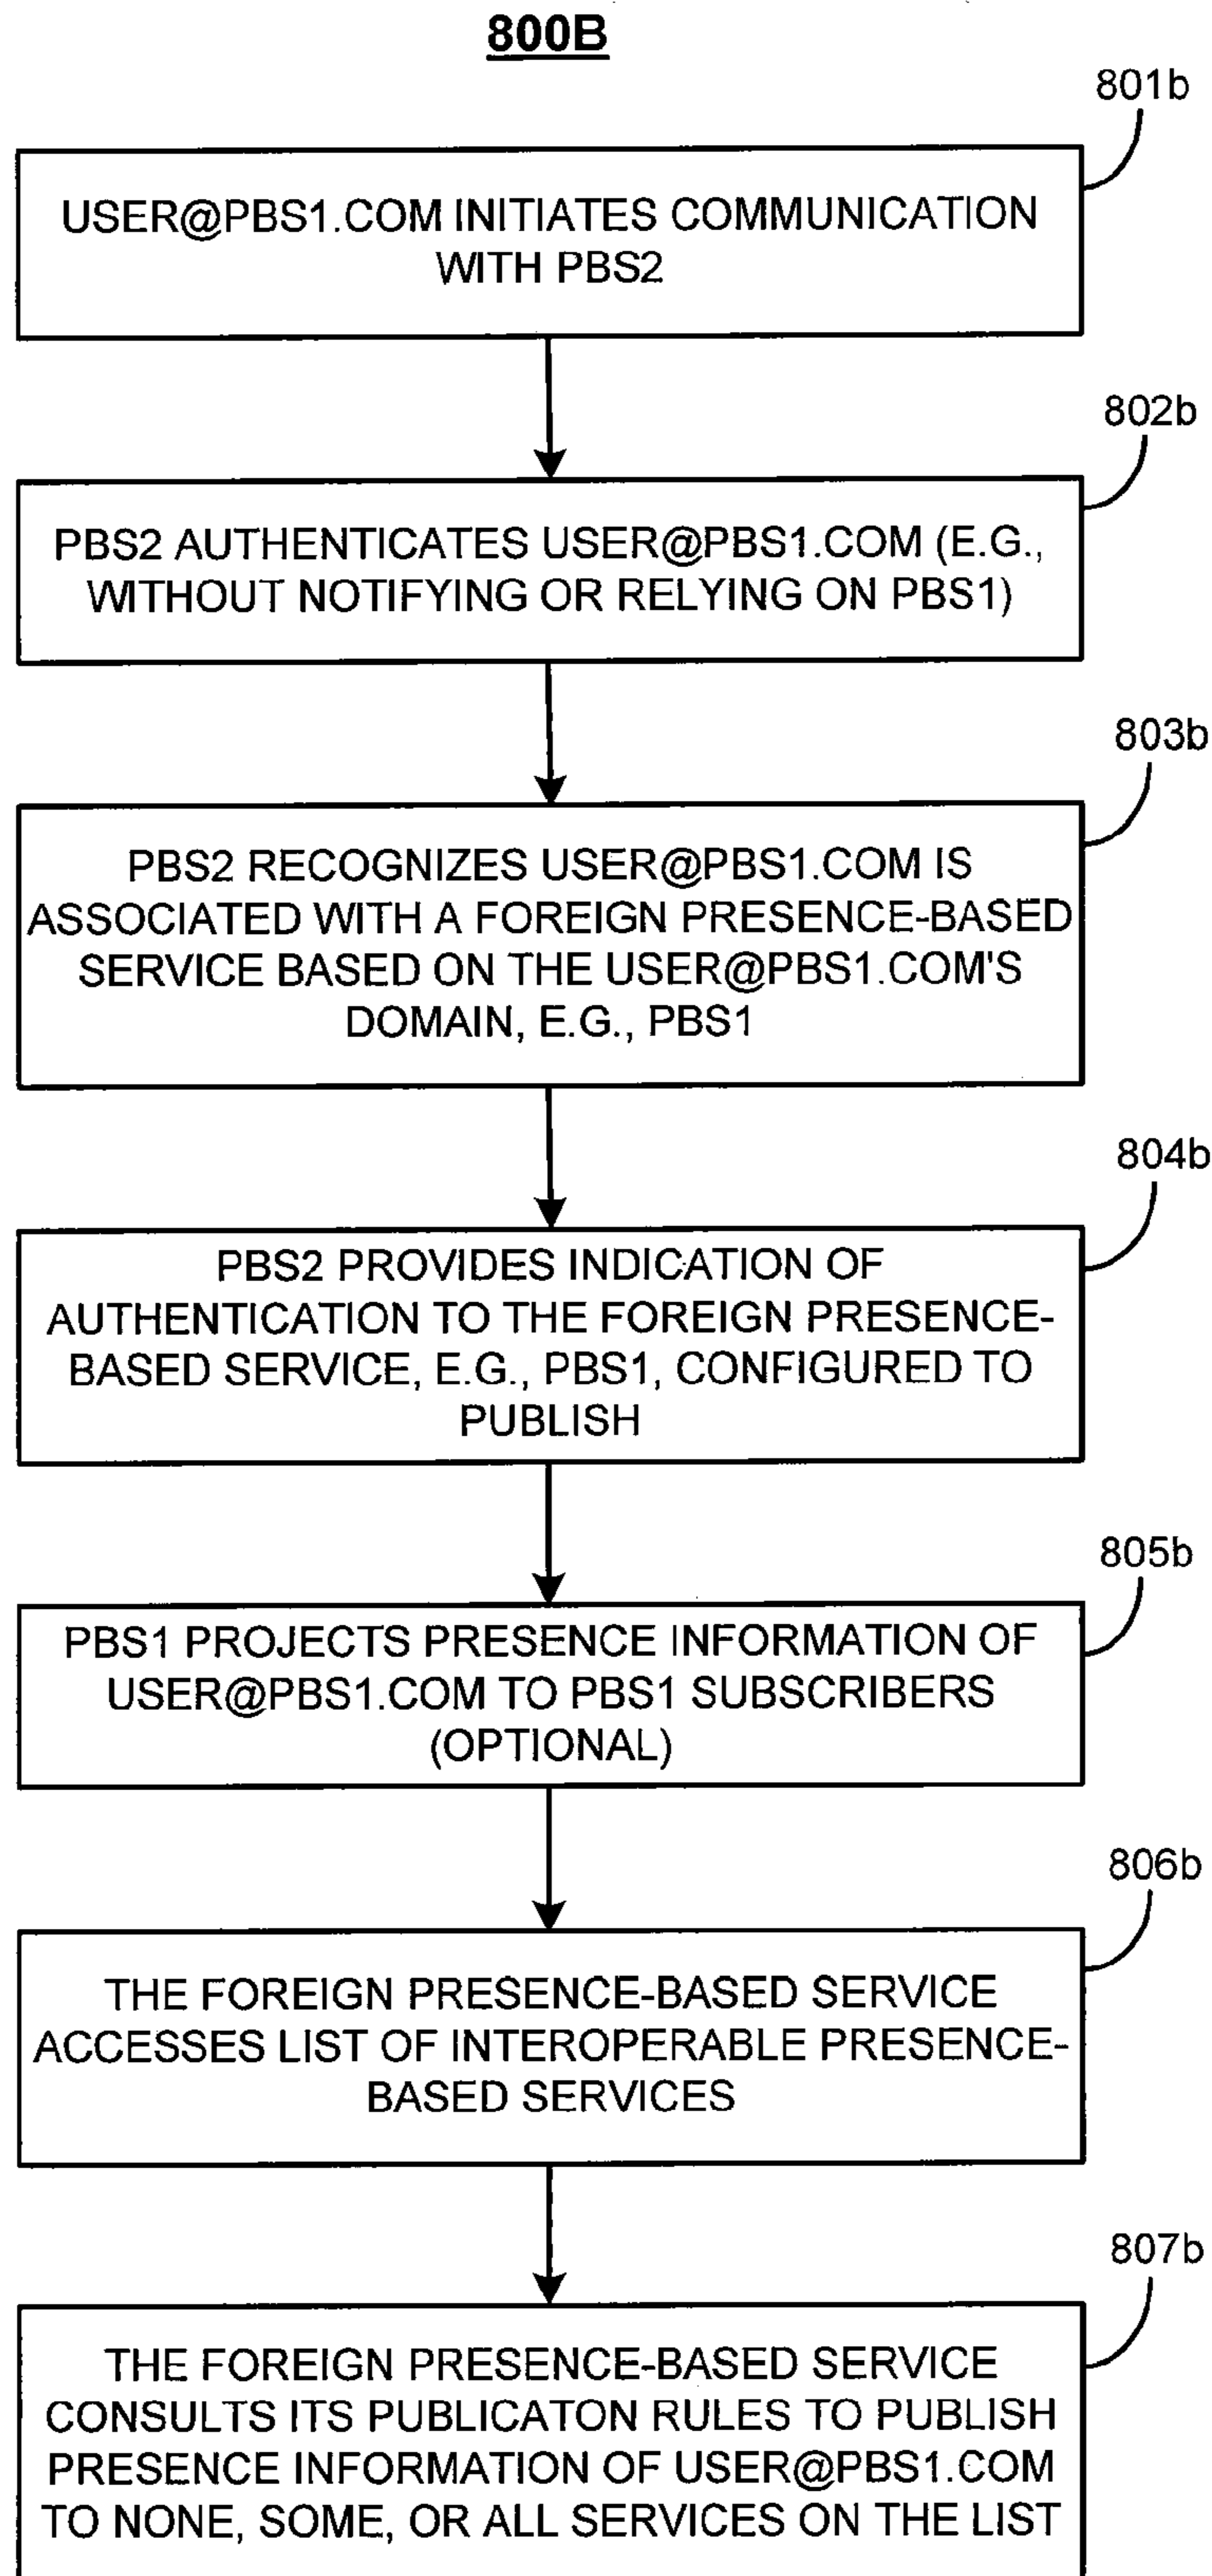 800B
801b
USER@PBS1.COM INITIATES COMMUNICATION
WITH PBS2
802b
PBS2 AUTHENTICATES USER@PBS1.COM (E.G.,
WITHOUT NOTIFYING OR RELYING ON PBS1)
803b
PBS2 RECOGNIZES USER@PBS1.COM IS
ASSOCIATED WITH A FOREIGN PRESENCE-BASED
SERVICE BASED ON THE USER@PBS1.COM'S
DOMAIN, E.G., PBS1
804b
PBS2 PROVIDES INDICATION OF
AUTHENTICATION TO THE FOREIGN PRESENCE-
BASED SERVICE, E.G., PBS1, CONFIGURED TO
PUBLISH
805b
PBS1 PROJECTS PRESENCE INFORMATION OF
USER@PBS1.COM TO PBS1 SUBSCRIBERS
(OPTIONAL)
806b
THE FOREIGN PRESENCE-BASED SERVICE
ACCESSES LIST OF INTEROPERABLE PRESENCE-
BASED SERVICES
807b
THE FOREIGN PRESENCE-BASED SERVICE
CONSULTS ITS PUBLICATON RULES TO PUBLISH
PRESENCE INFORMATION OF USER@PBS1.COM
TO NONE, SOME, OR ALL SERVICES ON THE LIST